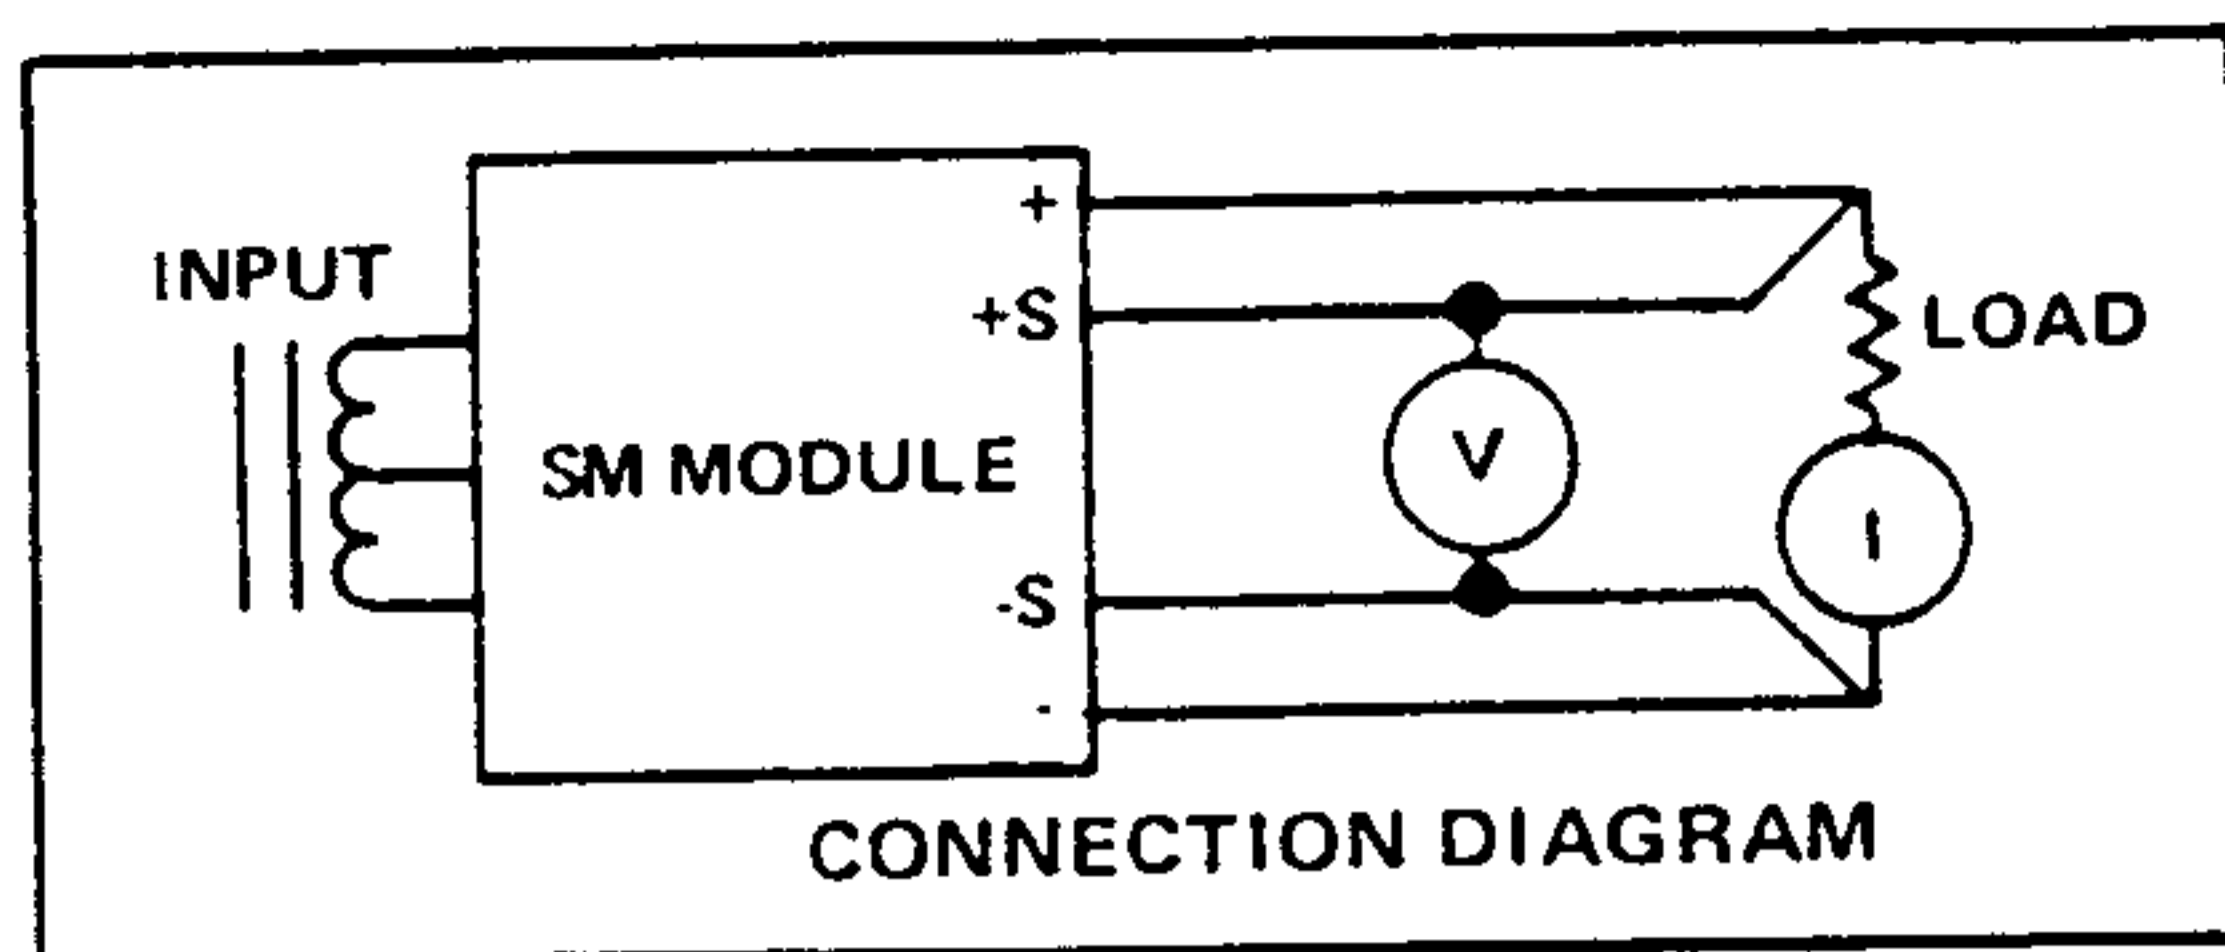 +
INPUT
+S
LOAD
SM MODULE
V
I
-S
-
CONNECTION DIAGRAM